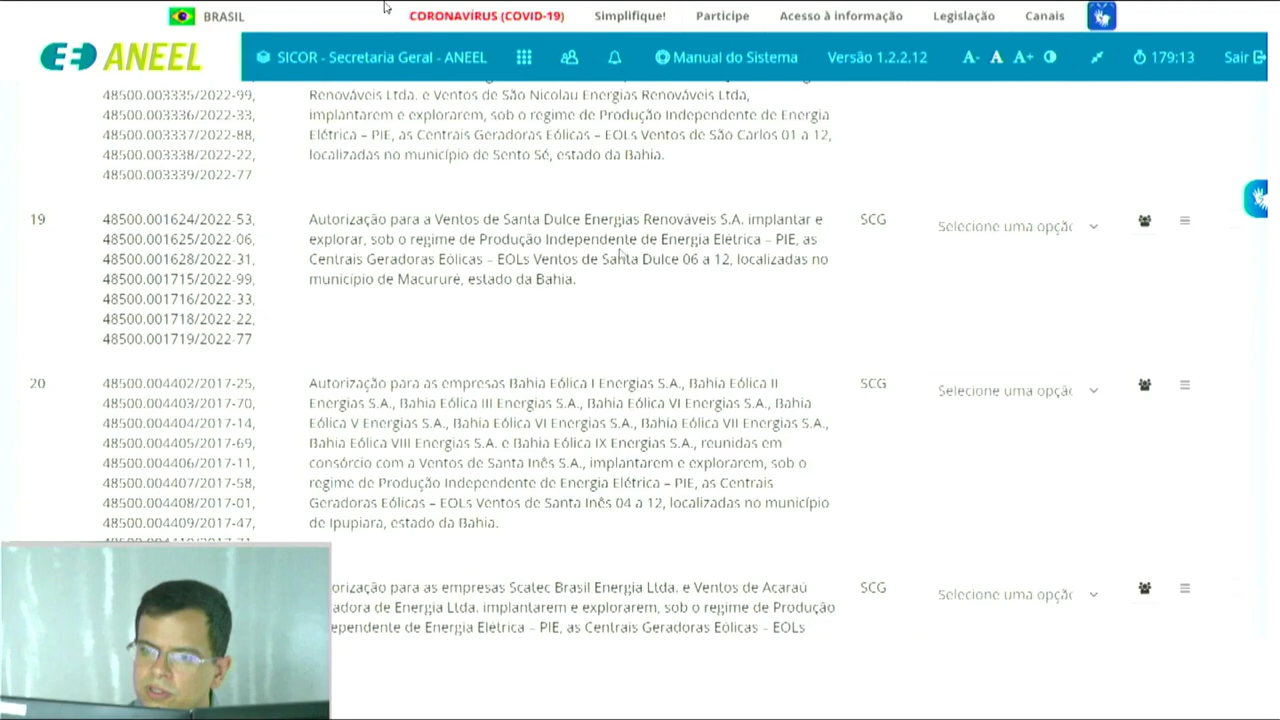 BRASIL
CORONAVÍRUS (COVID-19)
Simplifique!
Participe
Acesso à informação
Legislação
Canais
ANEEL
SICOR - Secretaria Geral - ANEEL
Manual do Sistema
Versão 1.2.2.12
A-
A
A+
179:13
Sair
48500.003335/2022-99,
48500.003336/2022-33,
48500.003337/2022-88,
48500.003338/2022-22,
48500.003339/2022-77
Renováveis Ltda. e Ventos de São Nicolau Energias Renováveis Ltda,
implantarem e explorarem, sob o regime de Produção Independente de Energia
Elétrica – PIE, as Centrais Geradoras Eólicas – EOLs Ventos de São Carlos 01 a 12,
localizadas no município de Sento Sé, estado da Bahia.
19
48500.001624/2022-53,
48500.001625/2022-06,
48500.001628/2022-31,
48500.001715/2022-99,
48500.001716/2022-33,
48500.001718/2022-22,
48500.001719/2022-77
Autorização para a Ventos de Santa Dulce Energias Renováveis S.A. implantar e
explorar, sob o regime de Produção Independente de Energia Elétrica – PIE, as
Centrais Geradoras Eólicas – EOLs Ventos de Santa Dulce 06 a 12, localizadas no
município de Macururé, estado da Bahia.
SCG
Selecione uma opçã
20
48500.004402/2017-25,
48500.004403/2017-70,
48500.004404/2017-14,
48500.004405/2017-69,
48500.004406/2017-11,
48500.004407/2017-58,
48500.004408/2017-01,
48500.004409/2017-47,
Autorização para as empresas Bahia Eólica I Energias S.A., Bahia Eólica II
Energias S.A., Bahia Eólica III Energias S.A., Bahia Eólica VI Energias S.A., Bahia
Eólica V Energias S.A., Bahia Eólica VI Energias S.A., Bahia Eólica VII Energias S.A.,
Bahia Eólica VIII Energias S.A. e Bahia Eólica IX Energias S.A., reunidas em
consórcio com a Ventos de Santa Inês S.A., implantarem e explorarem, sob o
regime de Produção Independente de Energia Elétrica – PIE, as Centrais
Geradoras Eólicas – EOLs Ventos de Santa Inês 04 a 12, localizadas no município
de Ipupiara, estado da Bahia.
SCG
Selecione uma opçã
orização para as empresas Scatec Brasil Energia Ltda. e Ventos de Acaraú
adora de Energia Ltda. implantarem e explorarem, sob o regime de Produção
ependente de Energia Elétrica – PIE, as Centrais Geradoras Eólicas – EOLs
SCG
Selecione uma opçã